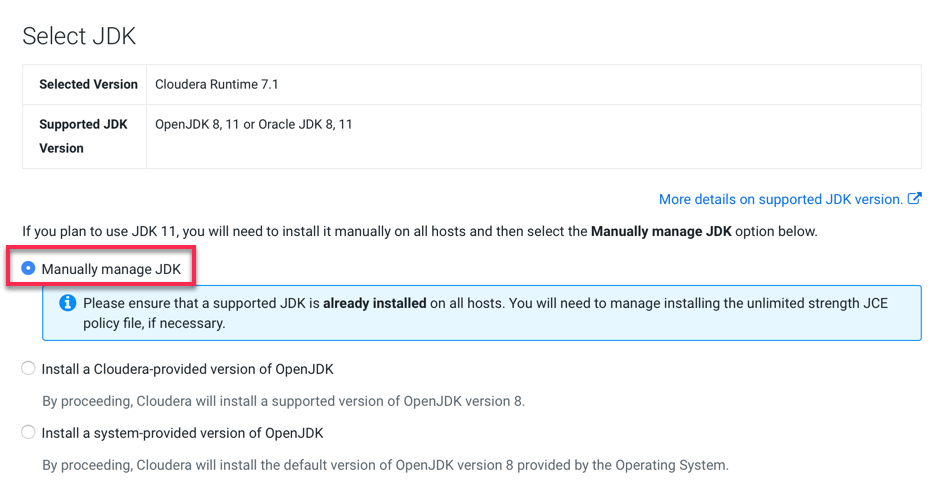 Select JDK
Selected Version Cloudera Runtime 7.1
Supported JDK OpenJDK 8, 11 or Oracle JDK 8, 11
Version
More details on supported JDK version.
If you plan to use JDK 11, you will need to install it manually on all hosts and then select the Manually manage JDK option below.
Manually manage JDK
Please ensure that a supported JDK is already installed on all hosts. You will need to manage installing the unlimited strength JCE
policy file, if necessary.
Install a Cloudera-provided version of OpenJDK
By proceeding, Cloudera will install a supported version of OpenJDK version 8.
Install a system-provided version of OpenJDK
By proceeding, Cloudera will install the default version of OpenJDK version 8 provided by the Operating System.